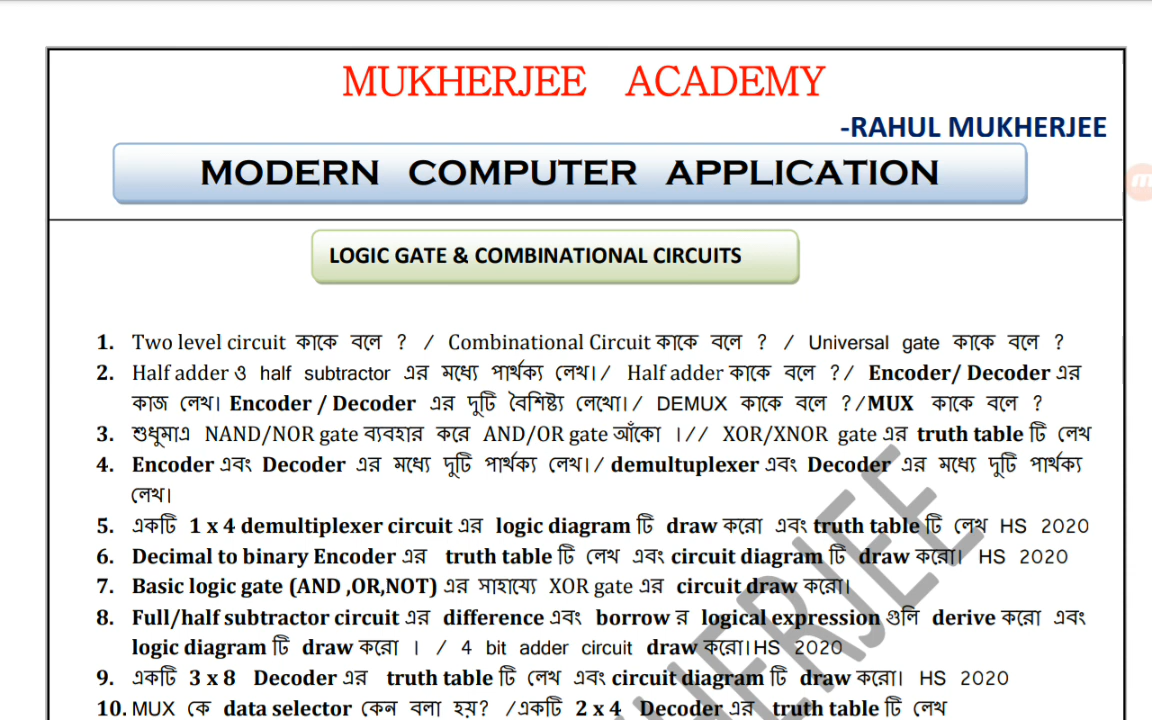 MUKHERJEE ACADEMY
-RAHUL MUKHERJEE
MODERN COMPUTER APPLICATION
LOGIC GATE & COMBINATIONAL CIRCUITS
1. Two level circuit কাকে বলে ? / Combinational Circuit কাকে বলে ? / Universal gate কাকে বলে ?
2. Half adder ও half subtractor এর মধ্যে পার্থক্য লেখ।/ Half adder কাকে বলে ?/ Encoder/ Decoder এর
কাজ লেখ। Encoder / Decoder এর দুটি বৈশিষ্ট্য লেখো।/ DEMUX কাকে বলে ?/MUX কাকে বলে ?
3. শুধুমাএ NAND/NOR gate ব্যবহার করে AND/OR gate আঁকো ।// XOR/XNOR gate এর truth table টি লেখ
4. Encoder এবং Decoder এর মধ্যে দুটি পার্থক্য লেখ।/ demultuplexer এবং Decoder এর মধ্যে দুটি পার্থক্য
লেখ।
5. একটি 1 x 4 demultiplexer circuit এর logic diagram টি draw করো এবং truth table টি লেখ HS 2020
6. Decimal to binary Encoder এর truth table টি লেখ এবং circuit diagram টি draw করো। HS 2020
7. Basic logic gate (AND ,OR,NOT) এর সাহায্যে XOR gate এর circuit draw করো।
8. Full/half subtractor circuit এর difference এবং borrow র logical expression গুলি derive করো এবং
logic diagram টি draw করো । / 4 bit adder circuit draw করো।HS 2020
9. একটি 3 x 8 Decoder এর truth table টি লেখ এবং circuit diagram টি draw করো। HS 2020
10. MUX কে data selector কেন বলা হয়? /একটি 2 x 4 Decoder এর truth table টি লেখ